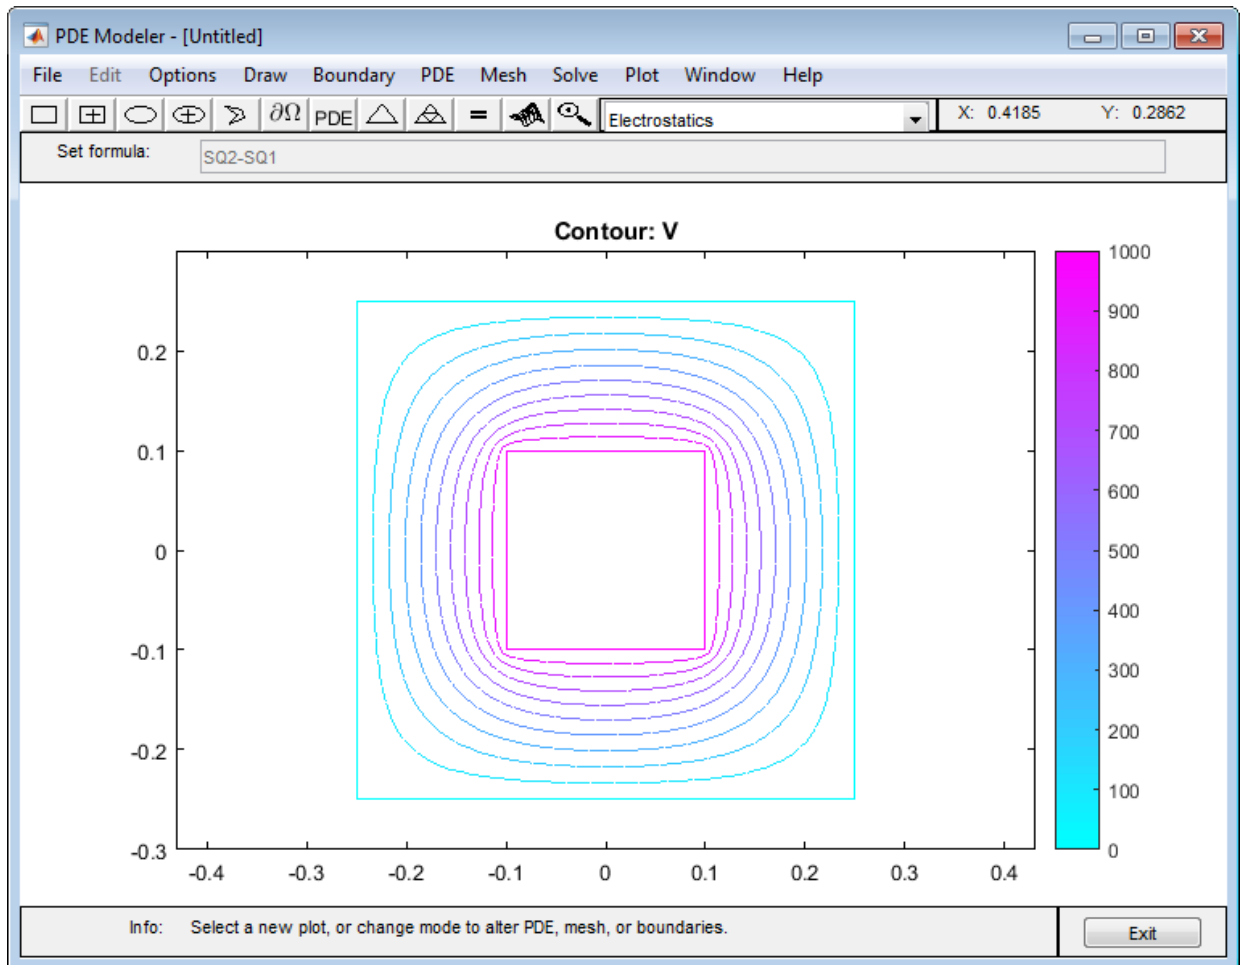 PDE Modeler - [Untitled]
File Edit Options Draw Boundary PDE Mesh Solve Plot Window Help
∂Ω PDE = Electrostatics X: 0.4185 Y: 0.2862
Set formula: SQ2-SQ1
Contour: V
1000
900
800
700
600
500
400
300
200
100
0
0.2
0.1
0
-0.1
-0.2
-0.3
-0.4 -0.3 -0.2 -0.1 0 0.1 0.2 0.3 0.4
Info: Select a new plot, or change mode to alter PDE, mesh, or boundaries.
Exit